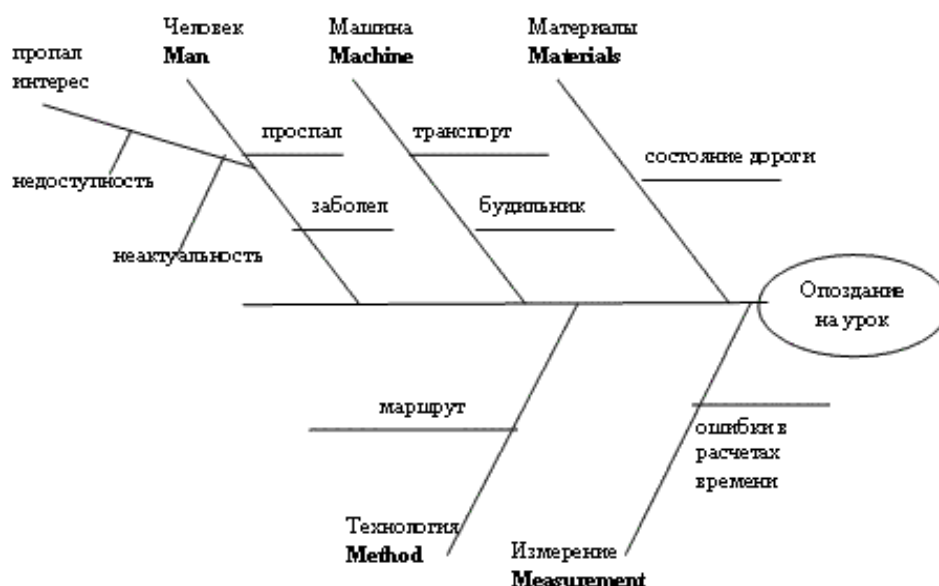 Человек
Man
Машина
Machine
Материалы
Materials
пропал
интерес
проспал
транспорт
состояние дороги
недоступность
заболел
будильник
неактуальность
Опоздание
на урок
маршрут
ошибки в
расчетах
времени
Технология
Method
Измерение
Measurement